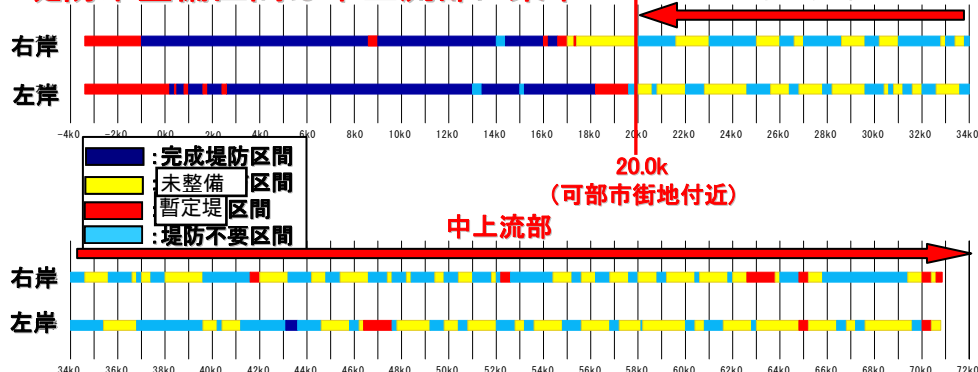 右岸
左岸
-4k0 -2k0 0k0 2k0 4k0 6k0 8k0 10k0 12k0 14k0 16k0 18k0 20k0 22k0 24k0 26k0 28k0 30k0 32k0 34k0
：完成堤防区間
未整備 区間
暫定堤 区間
：堤防不要区間
20.0k
（可部市街地付近）
中上流部
右岸
左岸
34k0 36k0 38k0 40k0 42k0 44k0 46k0 48k0 50k0 52k0 54k0 56k0 58k0 60k0 62k0 64k0 66k0 68k0 70k0 72k0